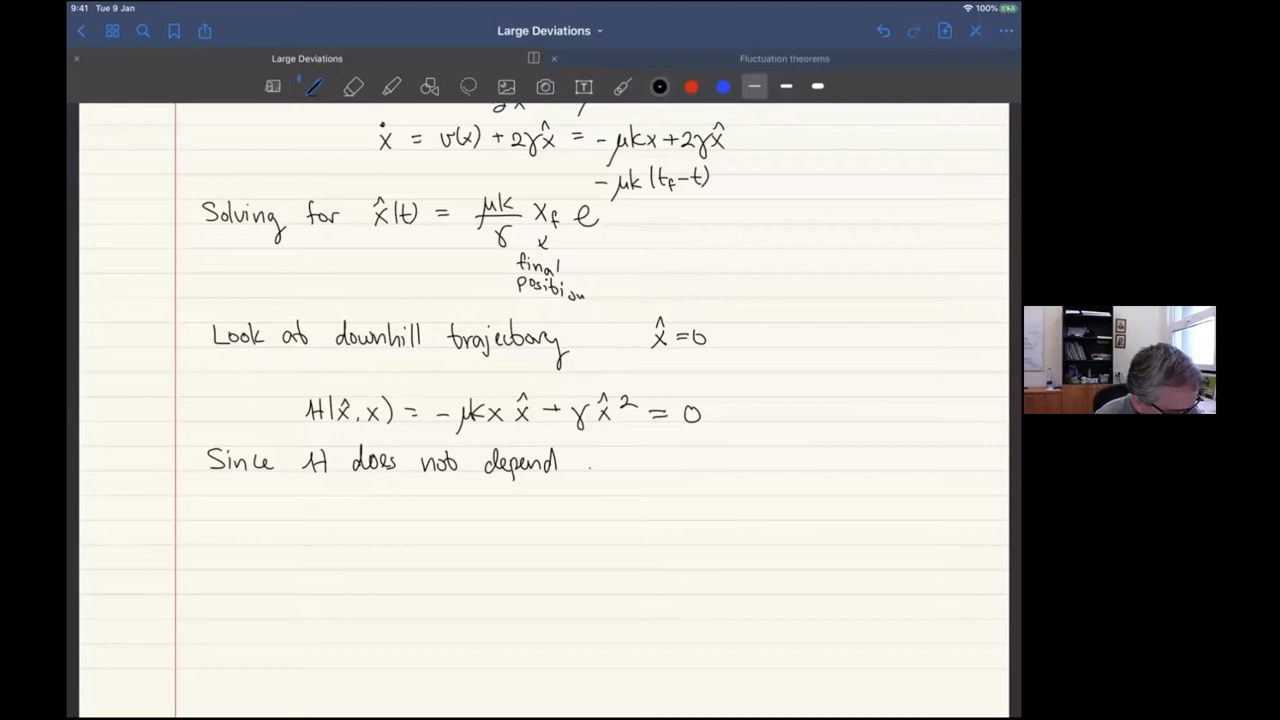 9:41 Tue 9 Jan
100%
Large Deviations
Large Deviations
Fluctuation theorems
ẋ = v(x) + 2γx̂ = -μkx + 2γx̂
Solving for x̂(t) = μk/γ x_f e^{-μk(t_f-t)}
final
position
Look at downhill trajectory x̂ = 0
H(x̂, x) = -μkx x̂ + γx̂² = 0
Since H does not depend